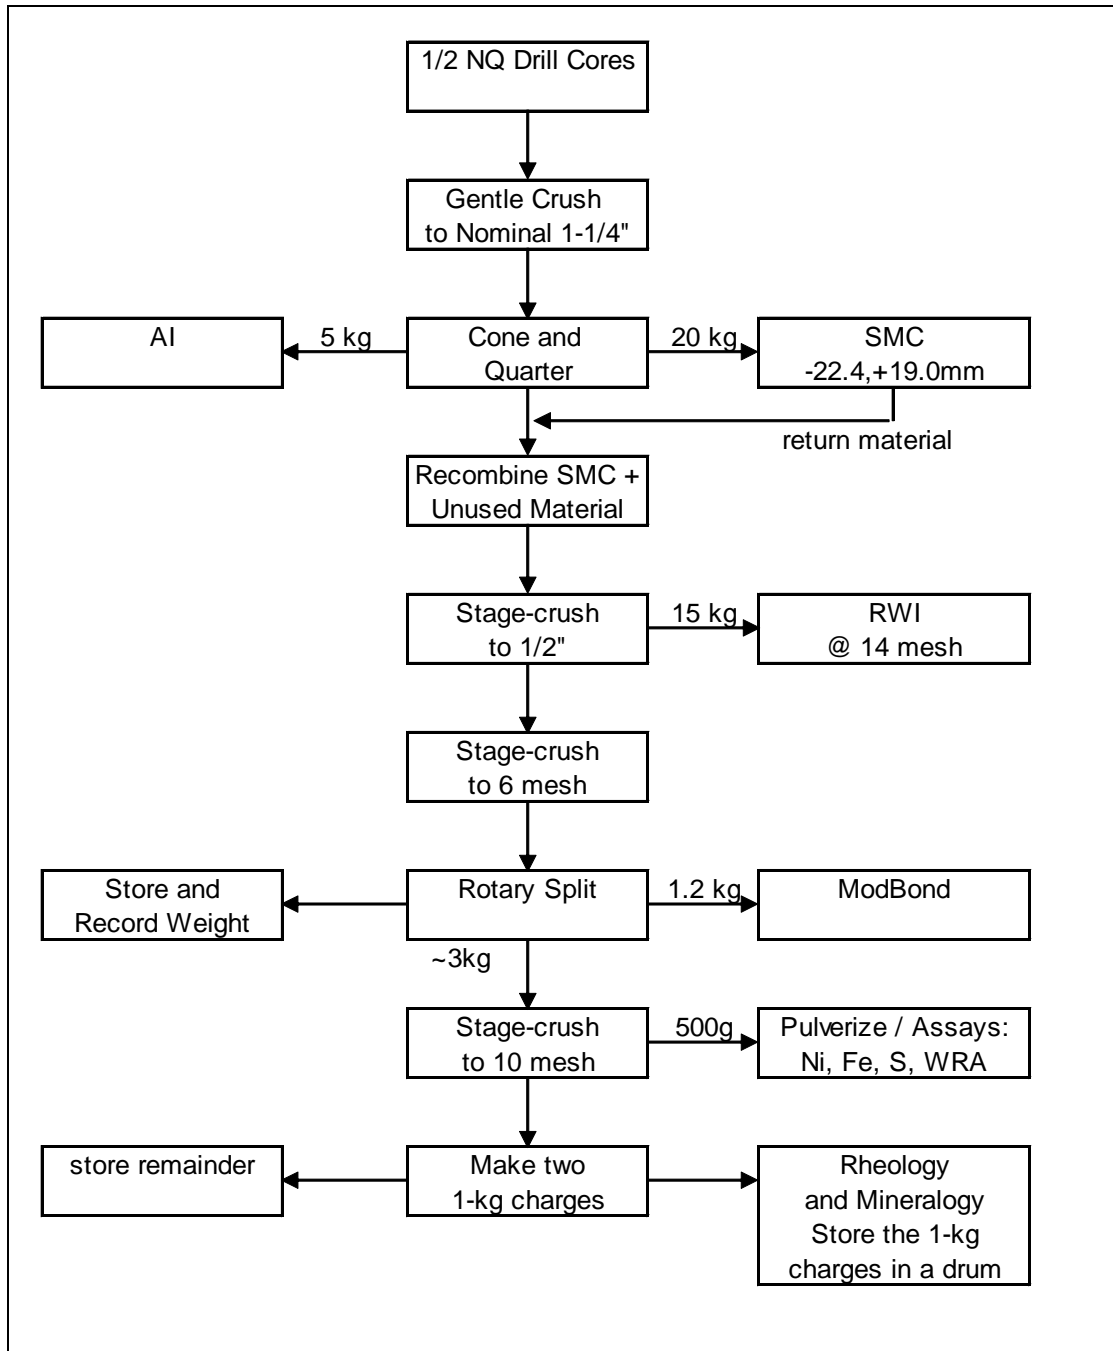 1/2 NQ Drill Cores
Gentle Crush
to Nominal 1-1/4"
AI
5 kg
Cone and
Quarter
20 kg
SMC
-22.4,+19.0mm
return material
Recombine SMC +
Unused Material
Stage-crush
to 1/2"
15 kg
RWI
@ 14 mesh
Stage-crush
to 6 mesh
Store and
Record Weight
Rotary Split
1.2 kg
ModBond
~3kg
Stage-crush
to 10 mesh
500g
Pulverize / Assays:
Ni, Fe, S, WRA
store remainder
Make two
1-kg charges
Rheology
and Mineralogy
Store the 1-kg
charges in a drum